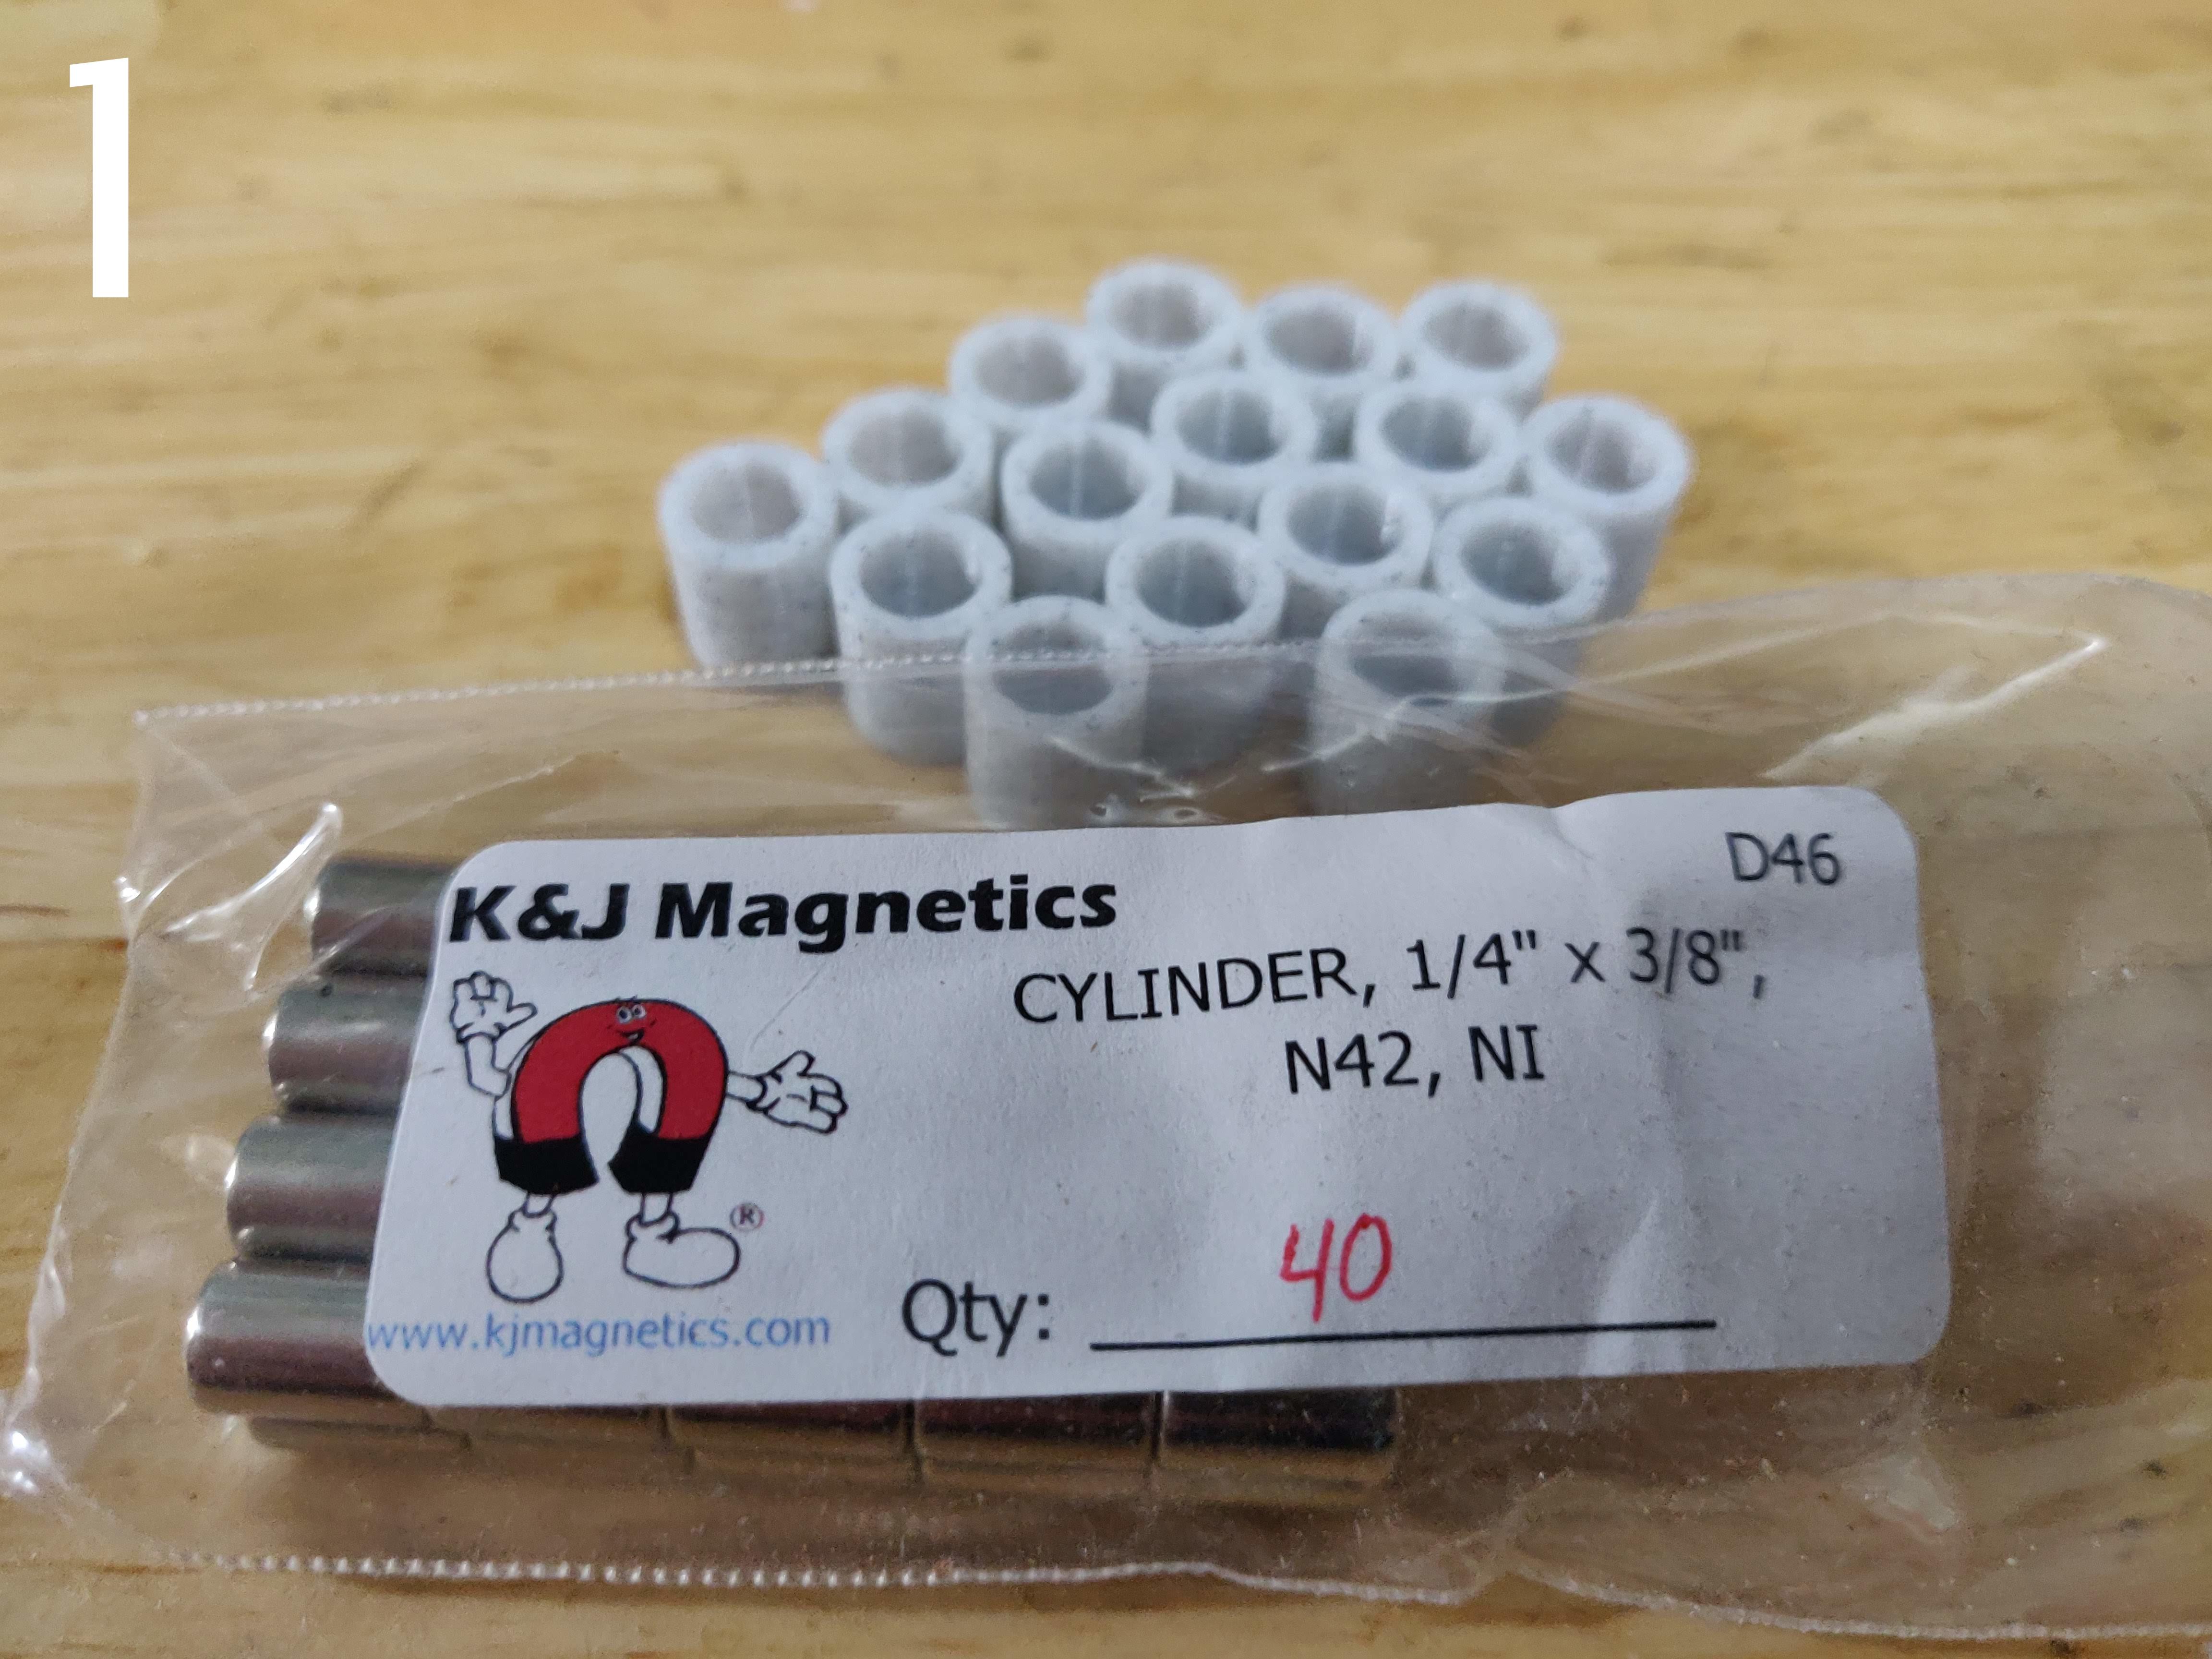 1
D46
K&J Magnetics
CYLINDER, 1/4" x 3/8",
N42, NI
®
Qty: 40
www.kjmagnetics.com